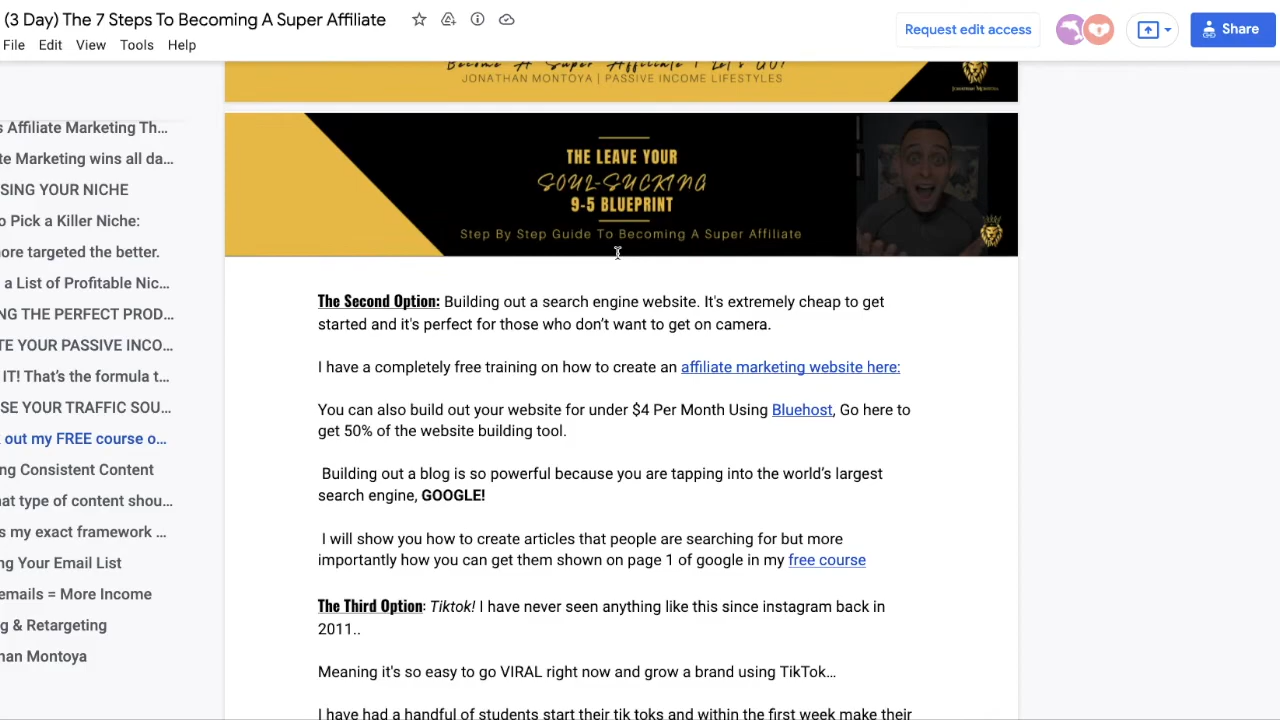 (3 Day) The 7 Steps To Becoming A Super Affiliate
File Edit View Tools Help
Request edit access
Share
s Affiliate Marketing Th...
te Marketing wins all da...
SING YOUR NICHE
o Pick a Killer Niche:
ore targeted the better.
a List of Profitable Nic...
NG THE PERFECT PROD...
TE YOUR PASSIVE INCO...
IT! That's the formula t...
SE YOUR TRAFFIC SOU...
out my FREE course o...
ng Consistent Content
hat type of content shou...
s my exact framework ...
ng Your Email List
emails = More Income
g & Retargeting
han Montoya
Become A Super Affiliate | Let's GO!
JONATHAN MONTOYA | PASSIVE INCOME LIFESTYLES
JONATHAN MONTOYA
THE LEAVE YOUR
SOUL-SUCKING
9-5 BLUEPRINT
Step By Step Guide To Becoming A Super Affiliate
The Second Option: Building out a search engine website. It's extremely cheap to get
started and it's perfect for those who don't want to get on camera.
I have a completely free training on how to create an affiliate marketing website here:
You can also build out your website for under $4 Per Month Using Bluehost, Go here to
get 50% of the website building tool.
Building out a blog is so powerful because you are tapping into the world's largest
search engine, GOOGLE!
I will show you how to create articles that people are searching for but more
importantly how you can get them shown on page 1 of google in my free course
The Third Option: Tiktok! I have never seen anything like this since instagram back in
2011..
Meaning it's so easy to go VIRAL right now and grow a brand using TikTok...
I have had a handful of students start their tik toks and within the first week make their